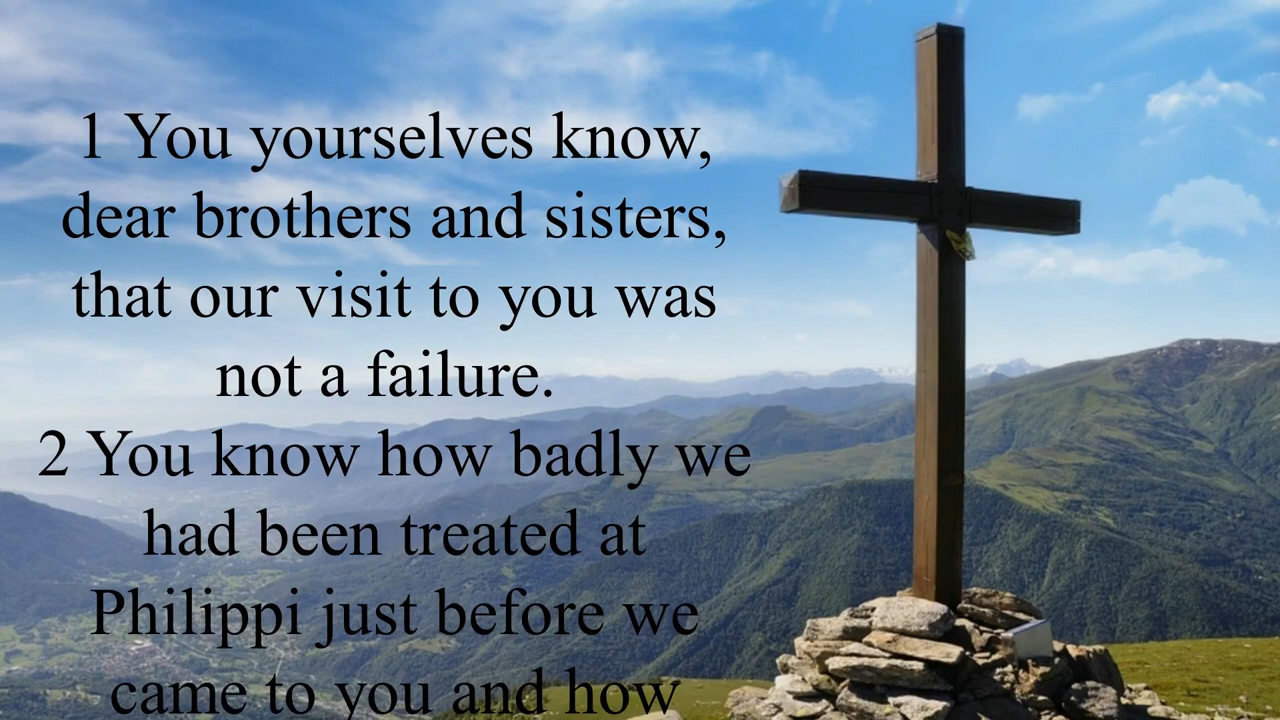 1 You yourselves know,
dear brothers and sisters,
that our visit to you was
not a failure.
2 You know how badly we
had been treated at
Philippi just before we
came to you and how